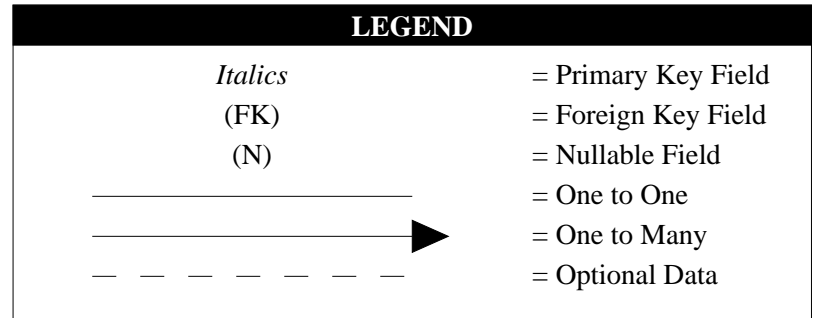 LEGEND
Italics = Primary Key Field
(FK) = Foreign Key Field
(N) = Nullable Field
= One to One
= One to Many
= Optional Data